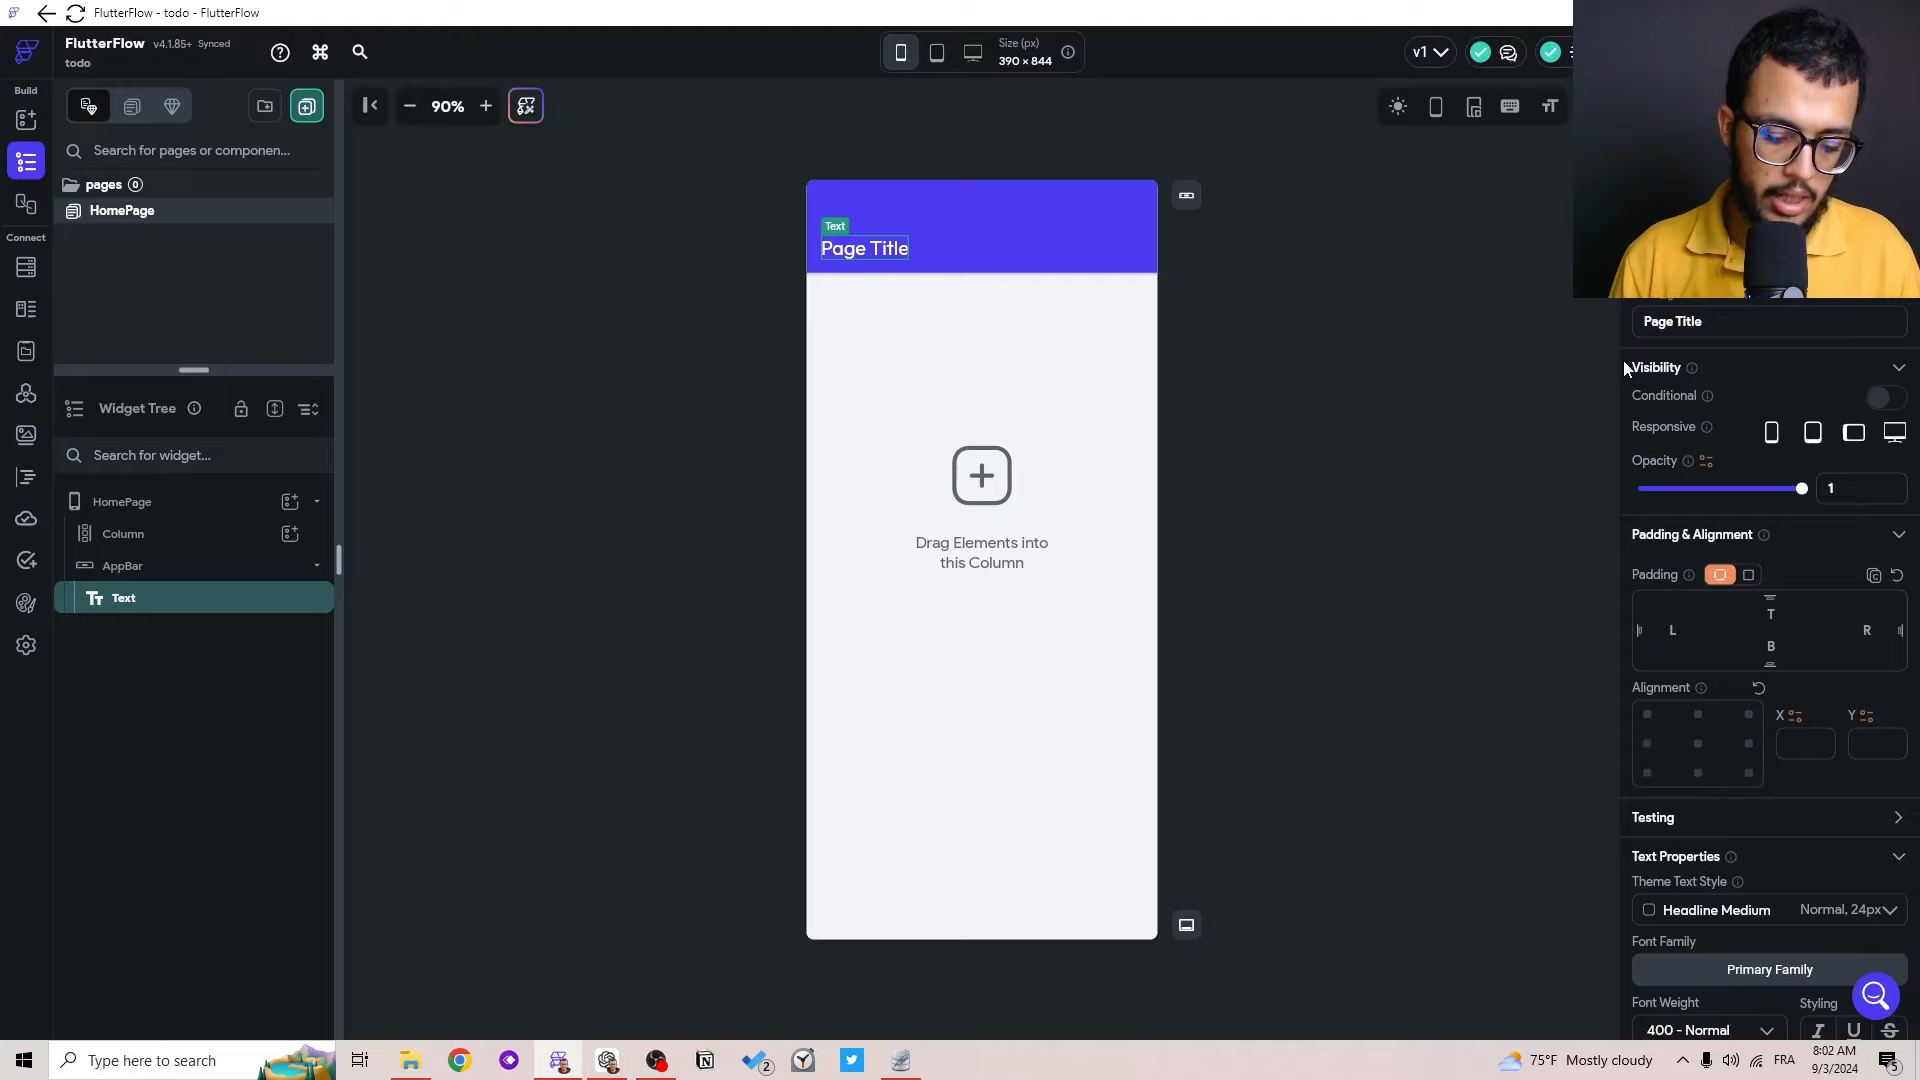 FlutterFlow - todo - FlutterFlow
FlutterFlow v4.1.85+ Synced
todo
Size (px)
390 × 844
v1
Build
90%
Search for pages or componen...
pages 0
HomePage
Connect
Text
Page Title
Page Title
Visibility
Conditional
Responsive
Opacity
1
Widget Tree
Search for widget...
HomePage
Column
AppBar
Text
Drag Elements into
this Column
Padding & Alignment
Padding
T
L R
B
Alignment
X Y
Testing
Text Properties
Theme Text Style
Headline Medium Normal, 24px
Font Family
Primary Family
Font Weight Styling
400 - Normal
Type here to search
2
75°F Mostly cloudy
FRA
8:02 AM
9/3/2024
5